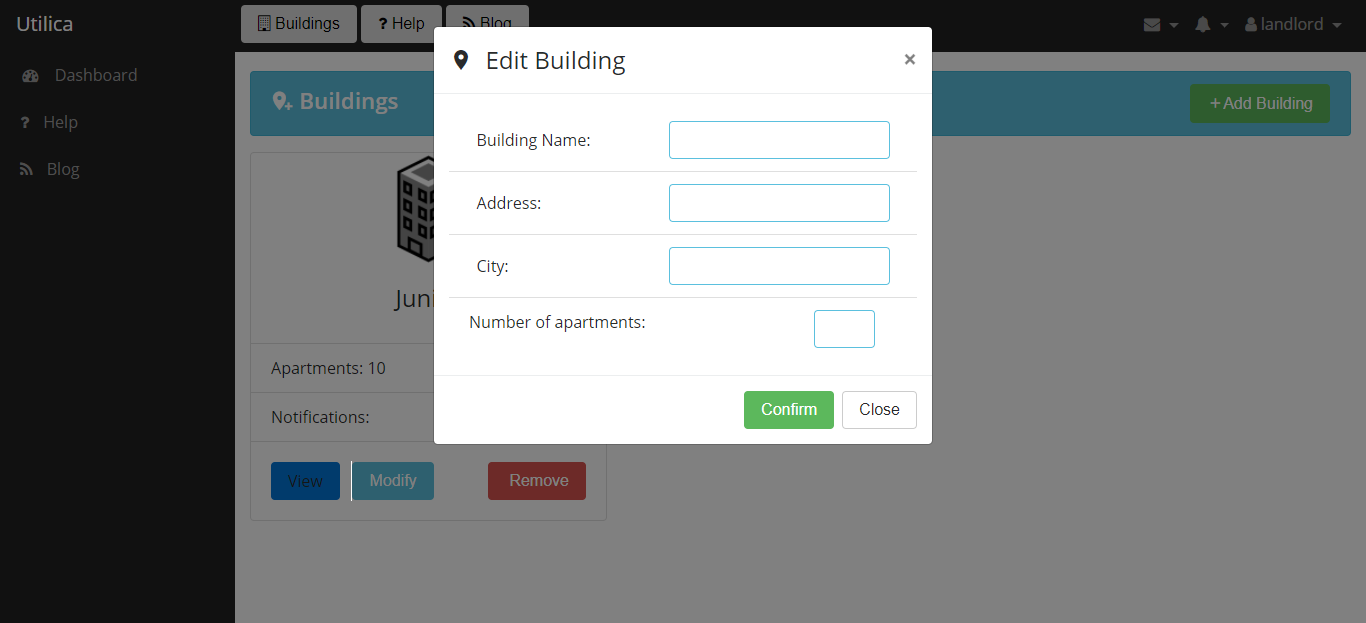 Utilica
Buildings
? Help
Blog
landlord
Dashboard
? Help
Blog
Buildings
+ Add Building
Edit Building
×
Building Name:
Address:
City:
Number of apartments:
Confirm
Close
Apartments: 10
Notifications:
View
Modify
Remove